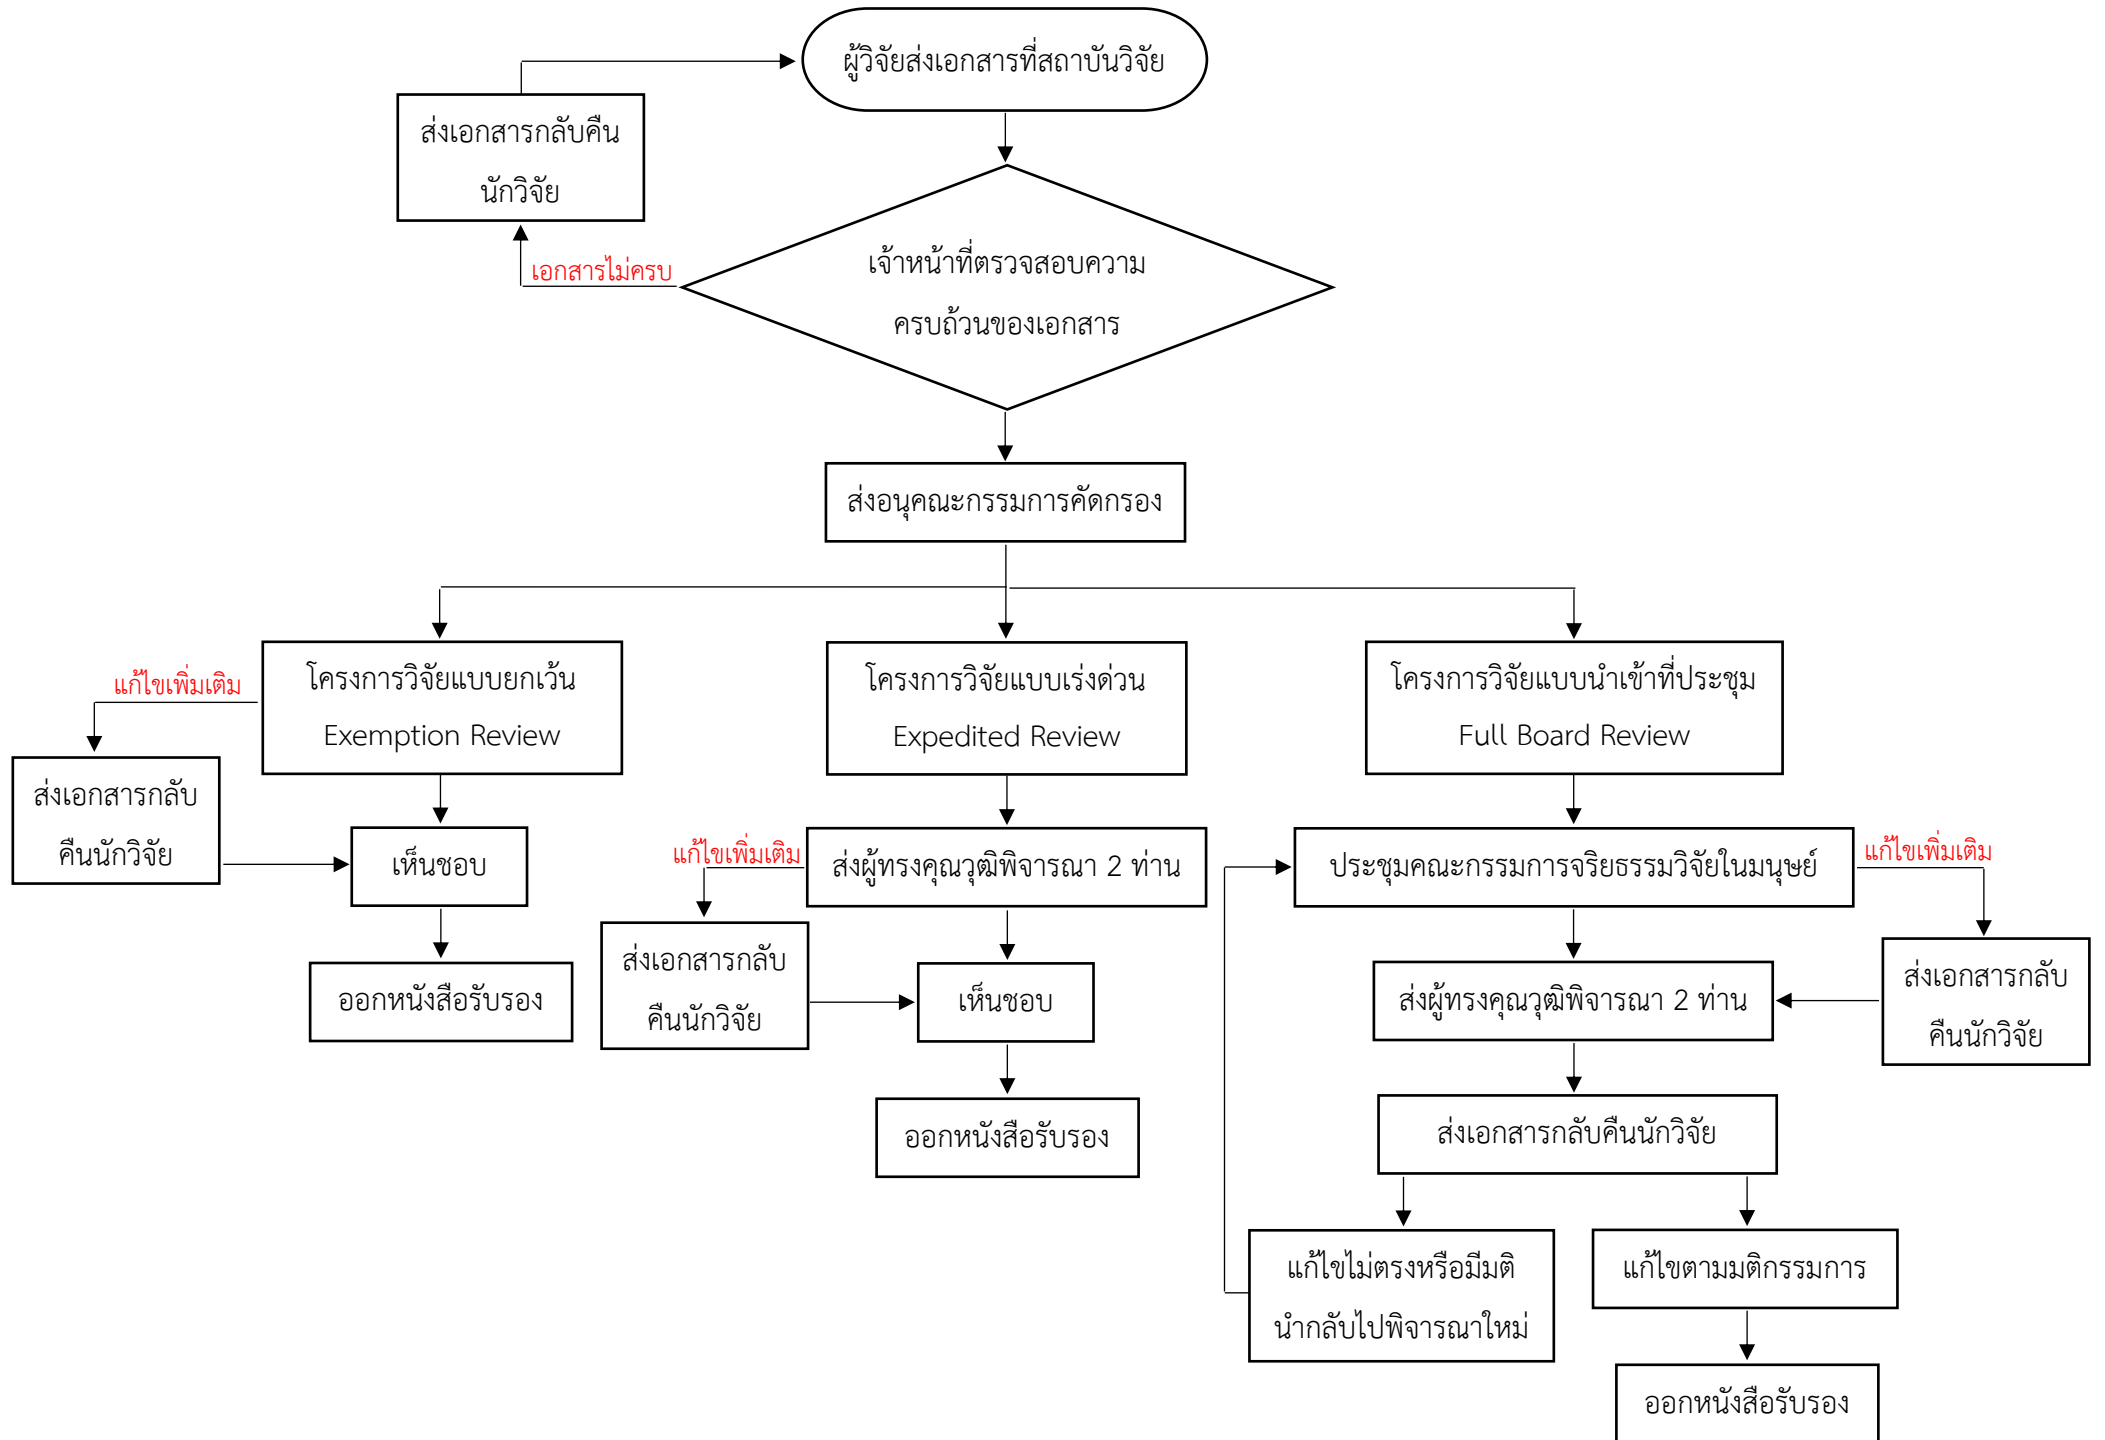 ผู้วิจัยส่งเอกสารที่สถาบันวิจัย
ส่งเอกสารกลับคืน
นักวิจัย
เอกสารไม่ครบ
เจ้าหน้าที่ตรวจสอบความ
ครบถ้วนของเอกสาร
ส่งอนุคณะกรรมการคัดกรอง
แก้ไขเพิ่มเติม
โครงการวิจัยแบบยกเว้น
Exemption Review
ส่งเอกสารกลับ
คืนนักวิจัย
เห็นชอบ
ออกหนังสือรับรอง
โครงการวิจัยแบบเร่งด่วน
Expedited Review
แก้ไขเพิ่มเติม
ส่งผู้ทรงคุณวุฒิพิจารณา 2 ท่าน
ส่งเอกสารกลับ
คืนนักวิจัย
เห็นชอบ
ออกหนังสือรับรอง
โครงการวิจัยแบบนำเข้าที่ประชุม
Full Board Review
ประชุมคณะกรรมการจริยธรรมวิจัยในมนุษย์
แก้ไขเพิ่มเติม
ส่งเอกสารกลับ
คืนนักวิจัย
ส่งผู้ทรงคุณวุฒิพิจารณา 2 ท่าน
ส่งเอกสารกลับคืนนักวิจัย
แก้ไขไม่ตรงหรือมีมติ
นำกลับไปพิจารณาใหม่
แก้ไขตามมติกรรมการ
ออกหนังสือรับรอง